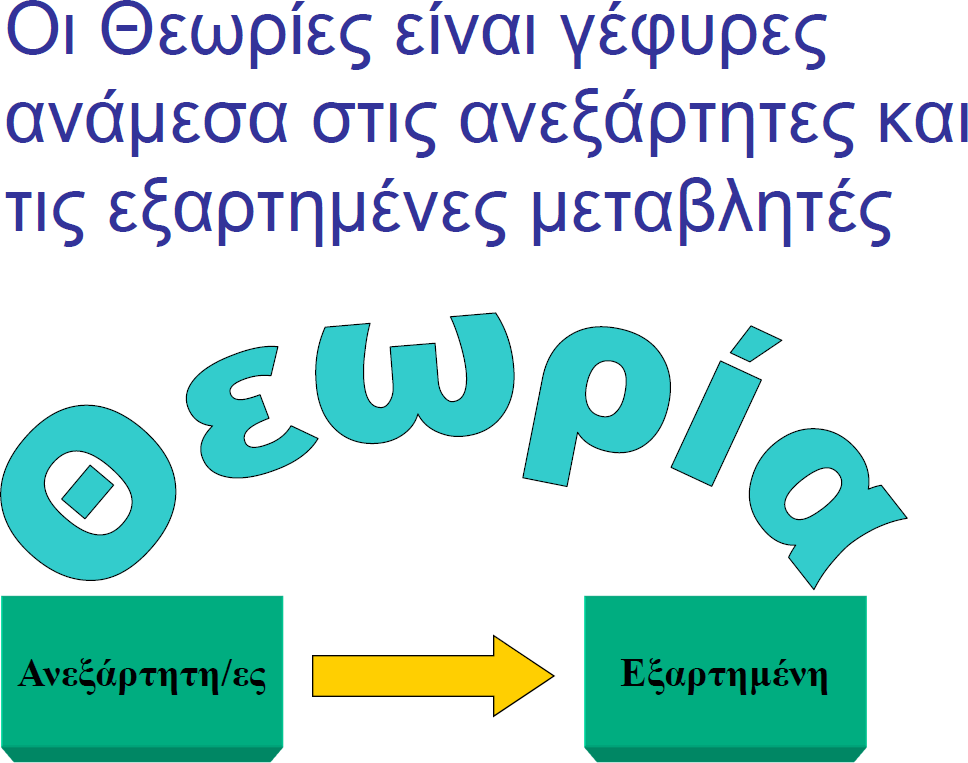 Οι Θεωρίες είναι γέφυρες
ανάμεσα στις ανεξάρτητες και
τις εξαρτημένες μεταβλητές
Θεωρία
Ανεξάρτητη/ες
Εξαρτημένη